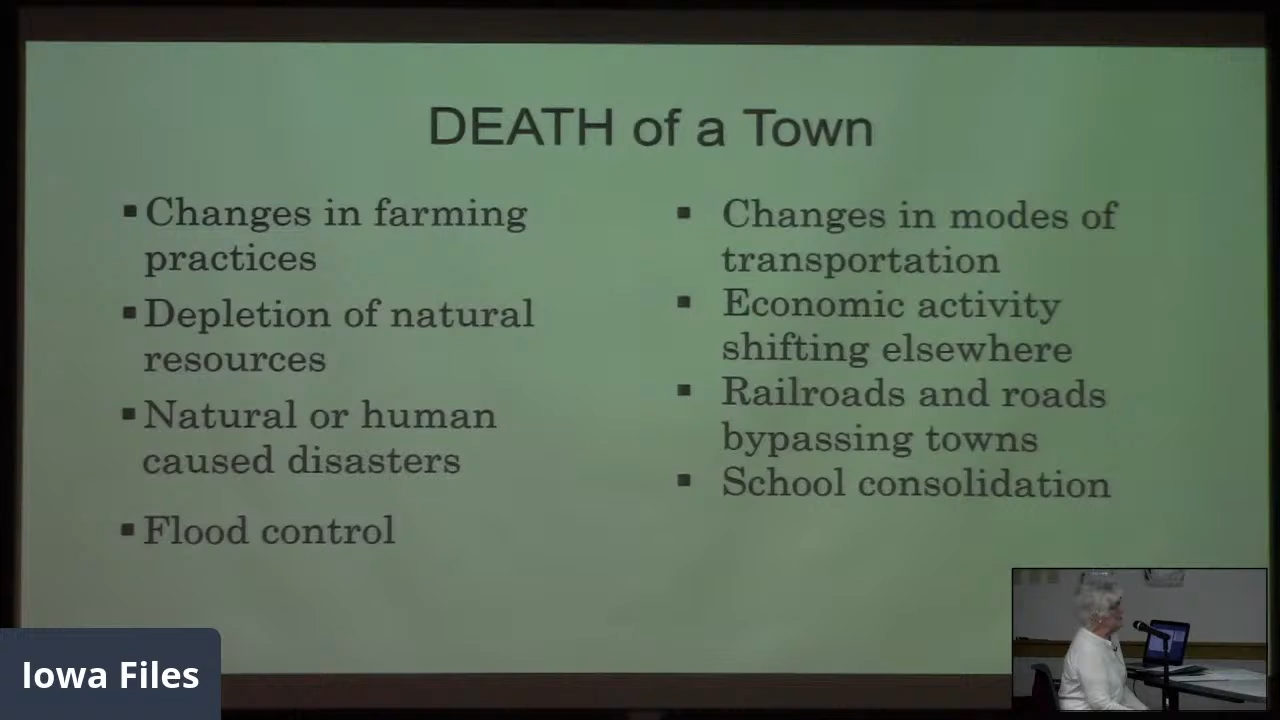 DEATH of a Town
▪Changes in farming
practices
▪Depletion of natural
resources
▪Natural or human
caused disasters
▪Flood control
▪ Changes in modes of
transportation
▪ Economic activity
shifting elsewhere
▪ Railroads and roads
bypassing towns
▪ School consolidation
Iowa Files